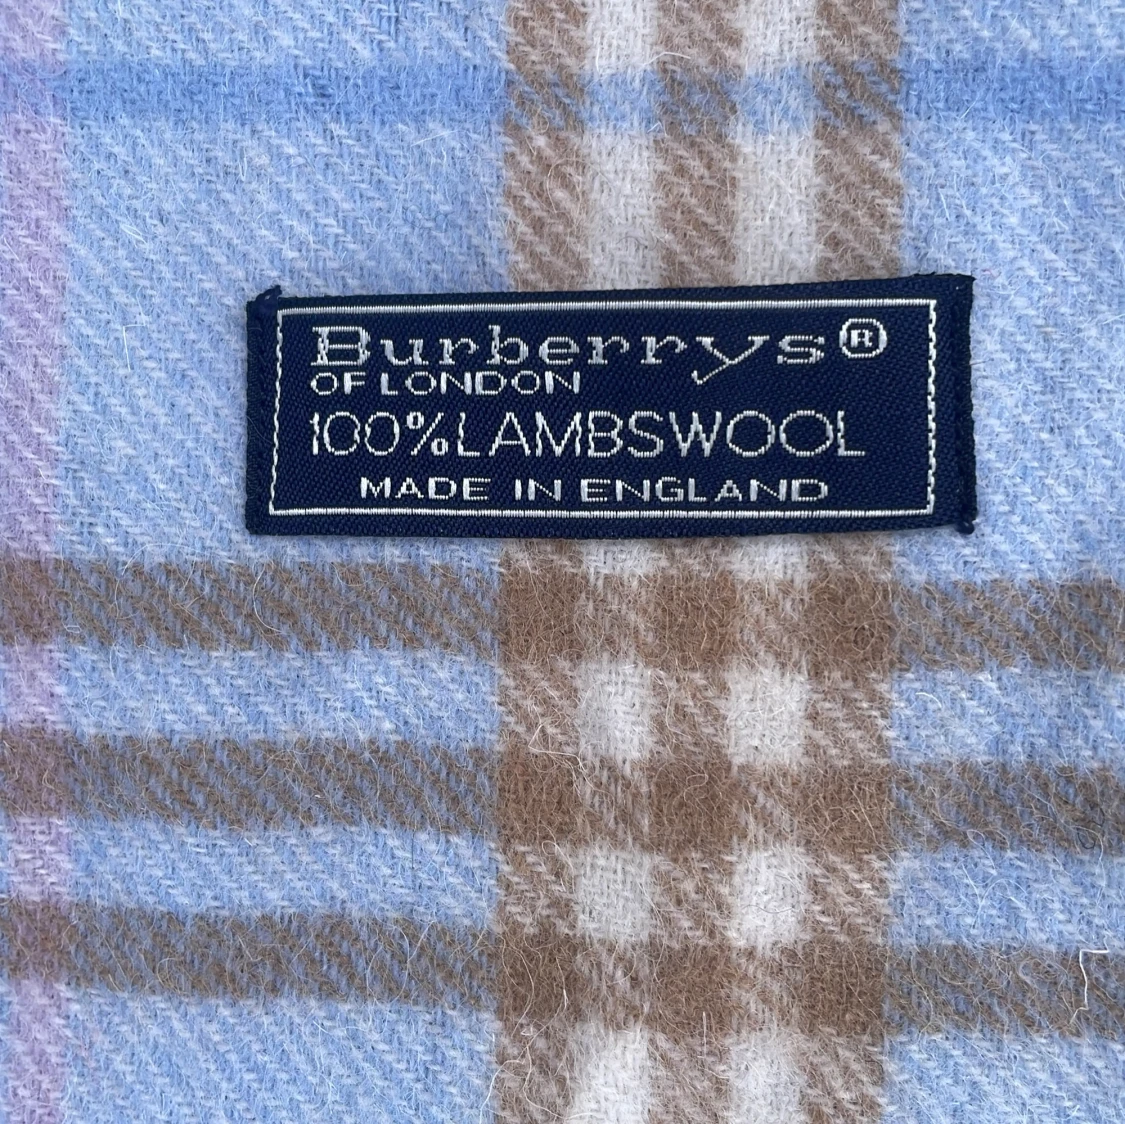 Burberrys®
OF LONDON
100% LAMBSWOOL
MADE IN ENGLAND